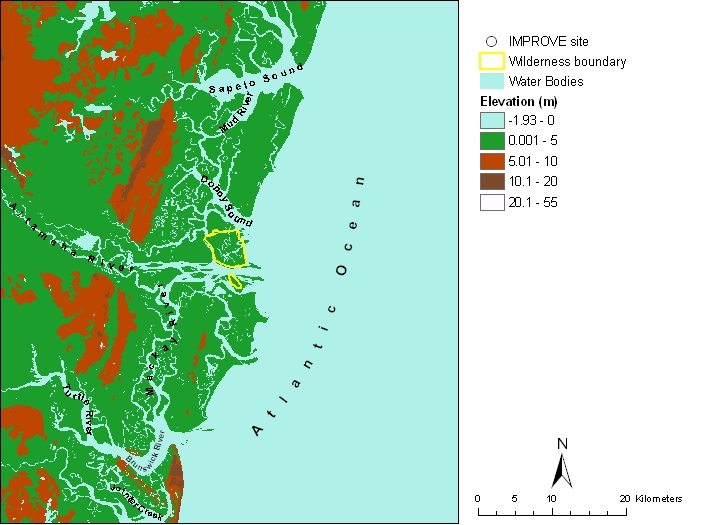 Sapelo Sound
Mud River
Doboy Sound
Altamaha River
Mackay River
Turtle River
Brunswick River
Jointer Creek
Atlantic Ocean
IMPROVE site
Wilderness boundary
Water Bodies
Elevation (m)
-1.93 - 0
0.001 - 5
5.01 - 10
10.1 - 20
20.1 - 55
N
0 5 10 20 Kilometers